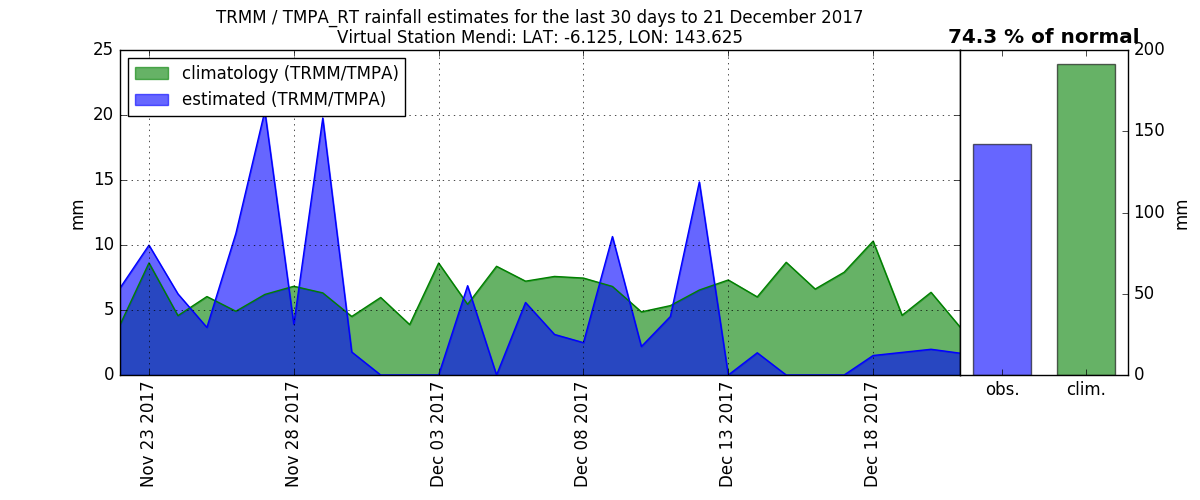 TRMM / TMPA_RT rainfall estimates for the last 30 days to 21 December 2017
Virtual Station Mendi: LAT: -6.125, LON: 143.625
74.3 % of normal
climatology (TRMM/TMPA)
estimated (TRMM/TMPA)
25
20
15
10
5
0
mm
Nov 23 2017
Nov 28 2017
Dec 03 2017
Dec 08 2017
Dec 13 2017
Dec 18 2017
obs.
clim.
200
150
100
50
0
mm